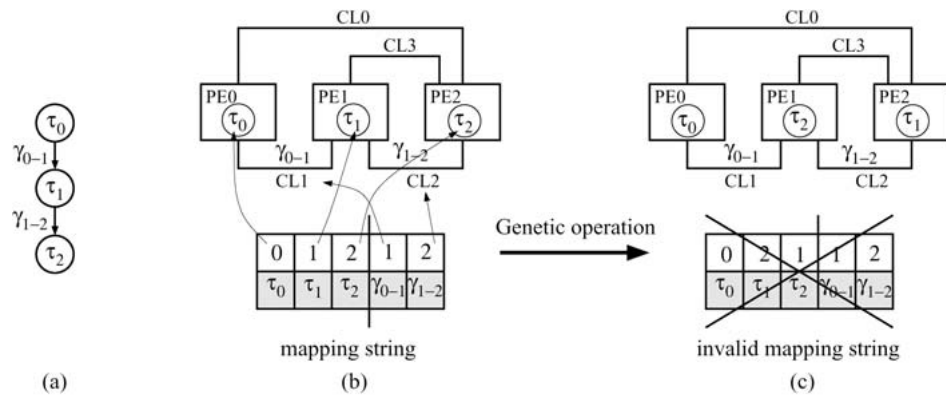 CL0
CL3
PE0
PE1
PE2
τ0
τ1
τ2
γ0−1
γ1−2
CL1
CL2
0 1 2 1 2
τ0 τ1 τ2 γ0−1 γ1−2
mapping string
(b)
τ0
γ0−1
τ1
γ1−2
τ2
(a)
Genetic operation
CL0
CL3
PE0
PE1
PE2
τ0
τ2
τ1
γ0−1
γ1−2
CL1
CL2
0 2 1 1 2
τ0 τ1 τ2 γ0−1 γ1−2
invalid mapping string
(c)